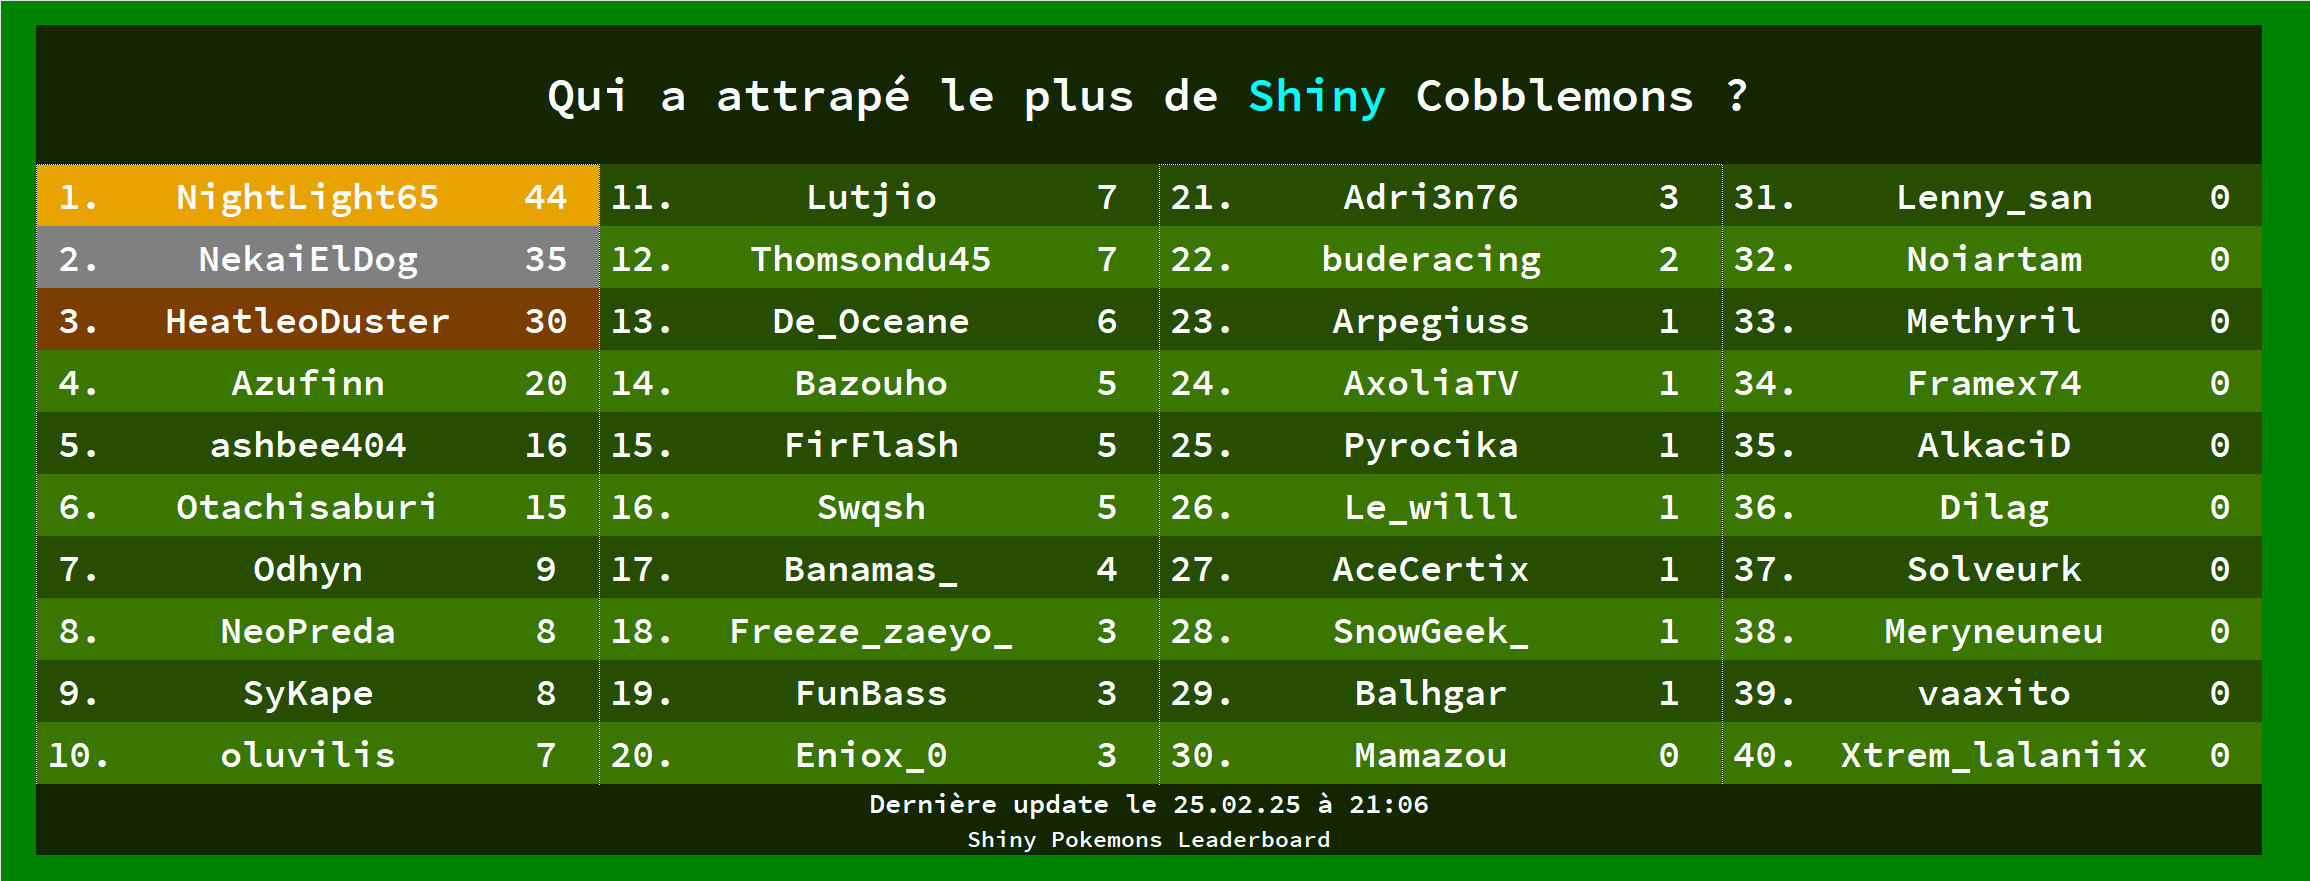 Qui a attrapé le plus de Shiny Cobblemons ?
1. NightLight65 44
2. NekaiElDog 35
3. HeatleoDuster 30
4. Azufinn 20
5. ashbee404 16
6. Otachisaburi 15
7. Odhyn 9
8. NeoPreda 8
9. SyKape 8
10. oluvilis 7
11. Lutjio 7
12. Thomsondu45 7
13. De_Oceane 6
14. Bazouho 5
15. FirFlaSh 5
16. Swqsh 5
17. Banamas_ 4
18. Freeze_zaeyo_ 3
19. FunBass 3
20. Eniox_0 3
21. Adri3n76 3
22. buderacing 2
23. Arpegiuss 1
24. AxoliaTV 1
25. Pyrocika 1
26. Le_willl 1
27. AceCertix 1
28. SnowGeek_ 1
29. Balhgar 1
30. Mamazou 0
31. Lenny_san 0
32. Noiartam 0
33. Methyril 0
34. Framex74 0
35. AlkaciD 0
36. Dilag 0
37. Solveurk 0
38. Meryneuneu 0
39. vaaxito 0
40. Xtrem_lalaniix 0
Dernière update le 25.02.25 à 21:06
Shiny Pokemons Leaderboard